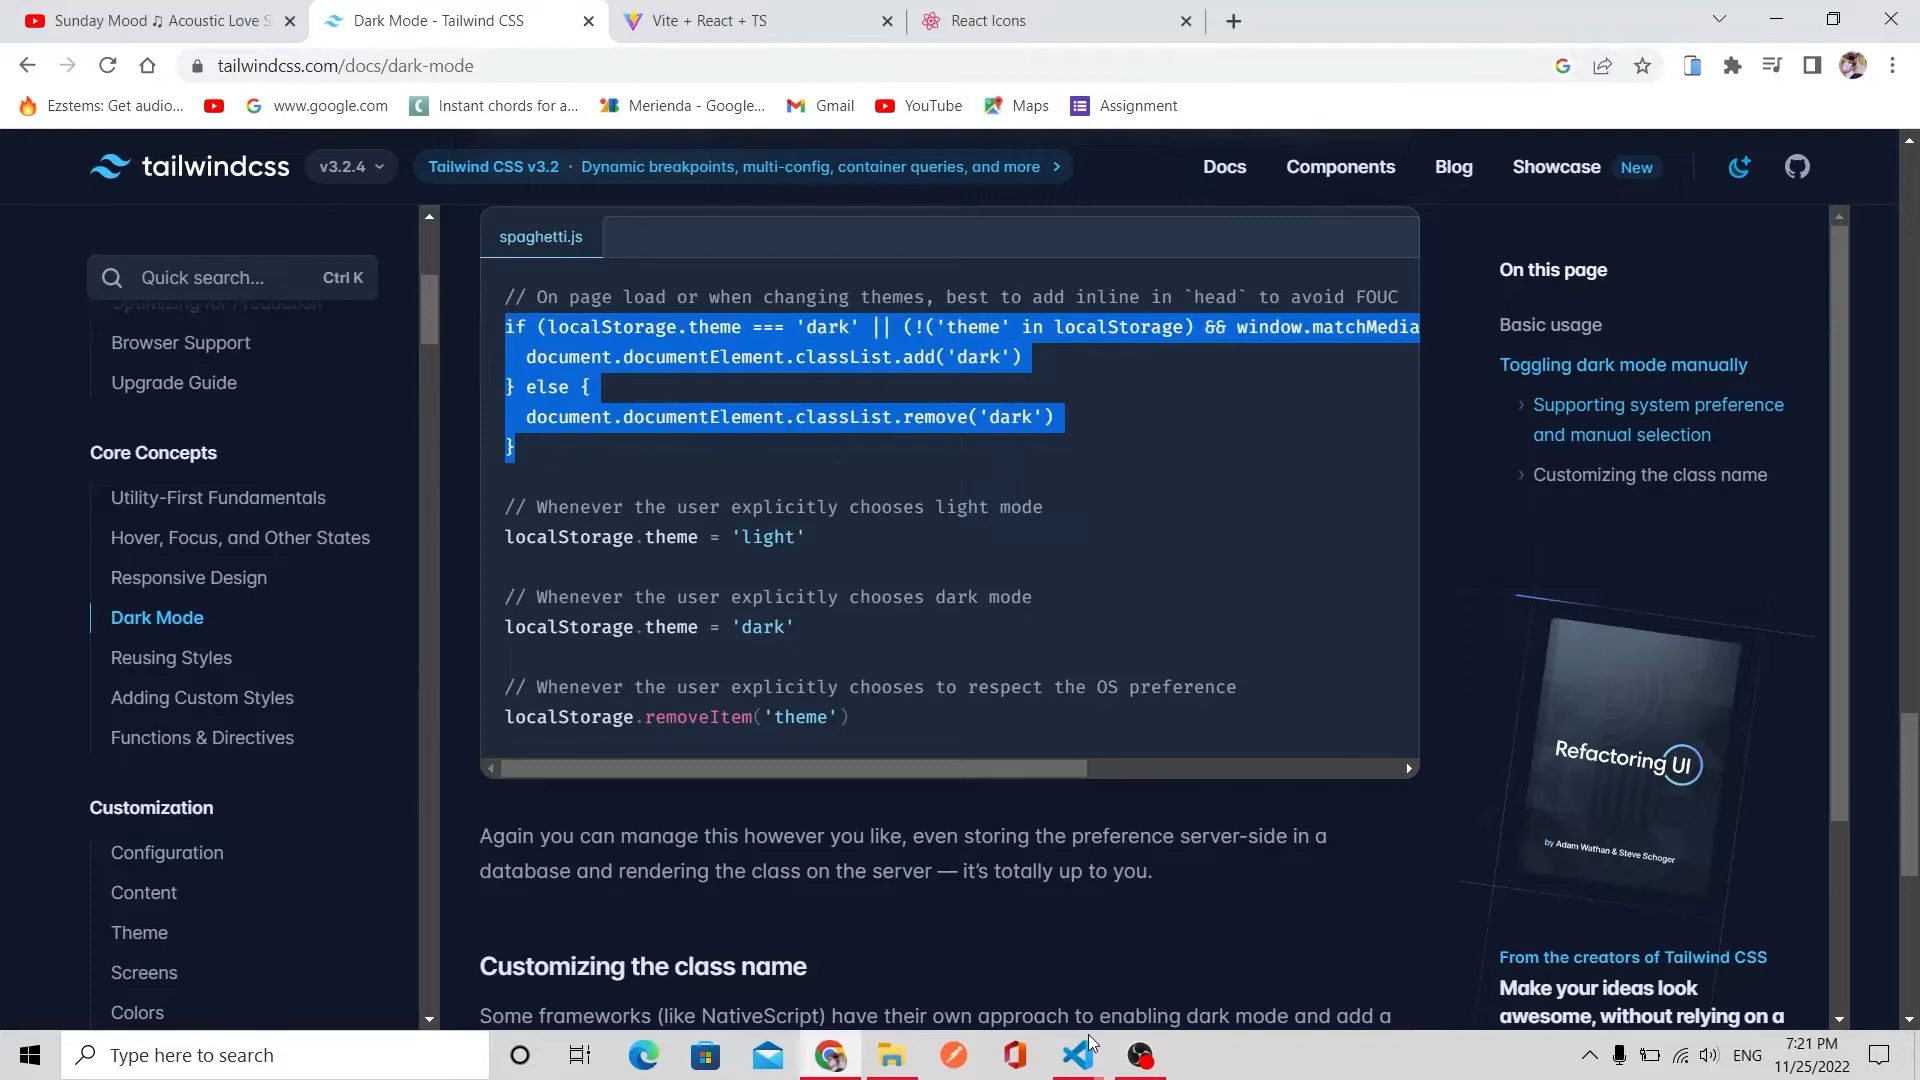 Sunday Mood ♫ Acoustic Love S
Dark Mode - Tailwind CSS
Vite + React + TS
React Icons
tailwindcss.com/docs/dark-mode
Ezstems: Get audio...
www.google.com
Instant chords for a...
Merienda - Google...
Gmail
YouTube
Maps
Assignment
tailwindcss
v3.2.4
Tailwind CSS v3.2 · Dynamic breakpoints, multi-config, container queries, and more
Docs
Components
Blog
Showcase
New
Quick search...
Ctrl K
Optimizing for Production
Browser Support
Upgrade Guide
Core Concepts
Utility-First Fundamentals
Hover, Focus, and Other States
Responsive Design
Dark Mode
Reusing Styles
Adding Custom Styles
Functions & Directives
Customization
Configuration
Content
Theme
Screens
Colors
spaghetti.js
// On page load or when changing themes, best to add inline in `head` to avoid FOUC
if (localStorage.theme === 'dark' || (!('theme' in localStorage) && window.matchMedia
document.documentElement.classList.add('dark')
} else {
document.documentElement.classList.remove('dark')
}
// Whenever the user explicitly chooses light mode
localStorage.theme = 'light'
// Whenever the user explicitly chooses dark mode
localStorage.theme = 'dark'
// Whenever the user explicitly chooses to respect the OS preference
localStorage.removeItem('theme')
Again you can manage this however you like, even storing the preference server-side in a
database and rendering the class on the server — it's totally up to you.
Customizing the class name
Some frameworks (like NativeScript) have their own approach to enabling dark mode and add a
On this page
Basic usage
Toggling dark mode manually
Supporting system preference
and manual selection
Customizing the class name
Refactoring UI
by Adam Wathan & Steve Schoger
From the creators of Tailwind CSS
Make your ideas look
awesome, without relying on a
Type here to search
ENG
7:21 PM
11/25/2022